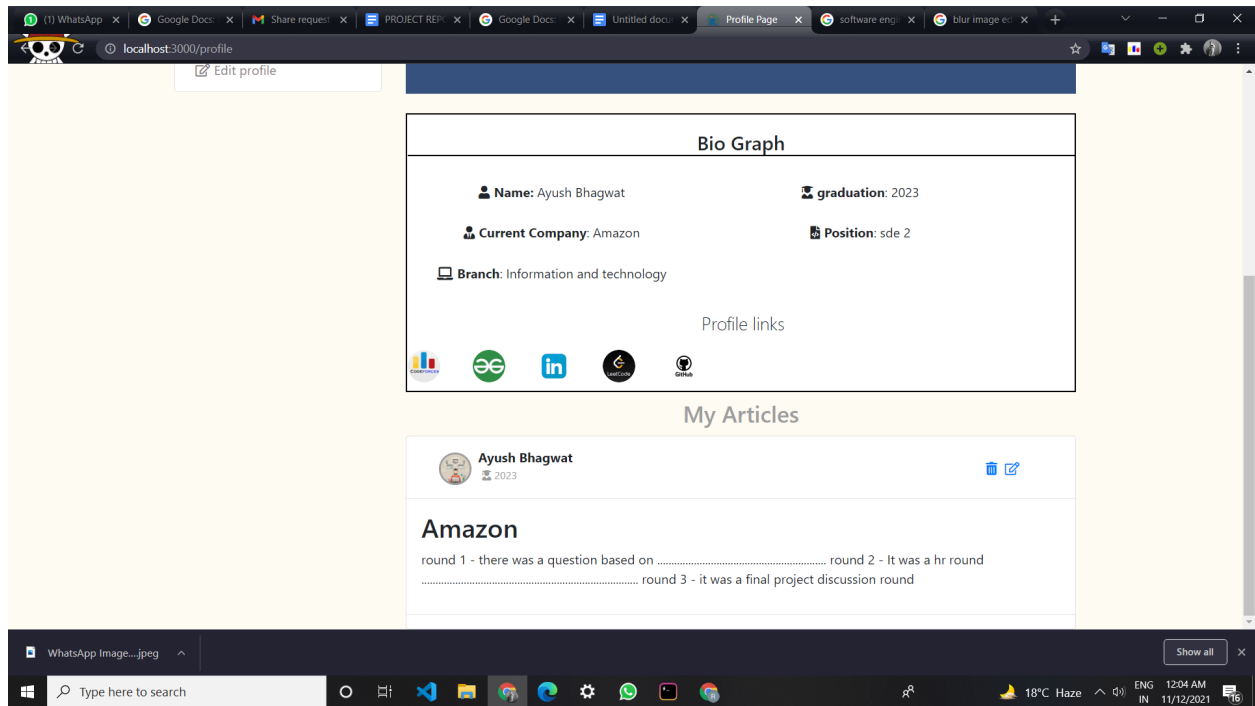 (1) WhatsApp
Google Docs:
Share request
PROJECT REPO
Google Docs:
Untitled docu
Profile Page
software engi
blur image ed
localhost:3000/profile
Edit profile
Bio Graph
Name: Ayush Bhagwat
graduation: 2023
Current Company: Amazon
Position: sde 2
Branch: Information and technology
Profile links
CODEFORCES
LeetCode
GitHub
My Articles
Ayush Bhagwat
2023
Amazon
round 1 - there was a question based on ............................................................. round 2 - It was a hr round
.............................................................................. round 3 - it was a final project discussion round
WhatsApp Image....jpeg
Show all
Type here to search
18°C Haze
ENG
IN
12:04 AM
11/12/2021
16